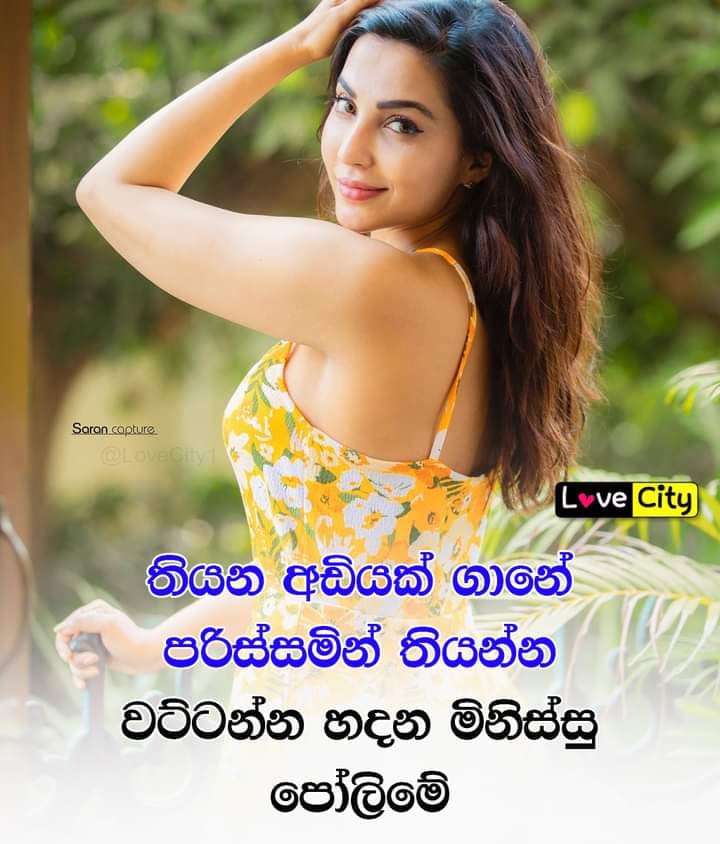 Saran capture
@LoveCity1
Love City
තියන අඩියක් ගානේ
පරිස්සමින් තියන්න
වට්ටන්න හදන මිනිස්සු
පෝලිමේ